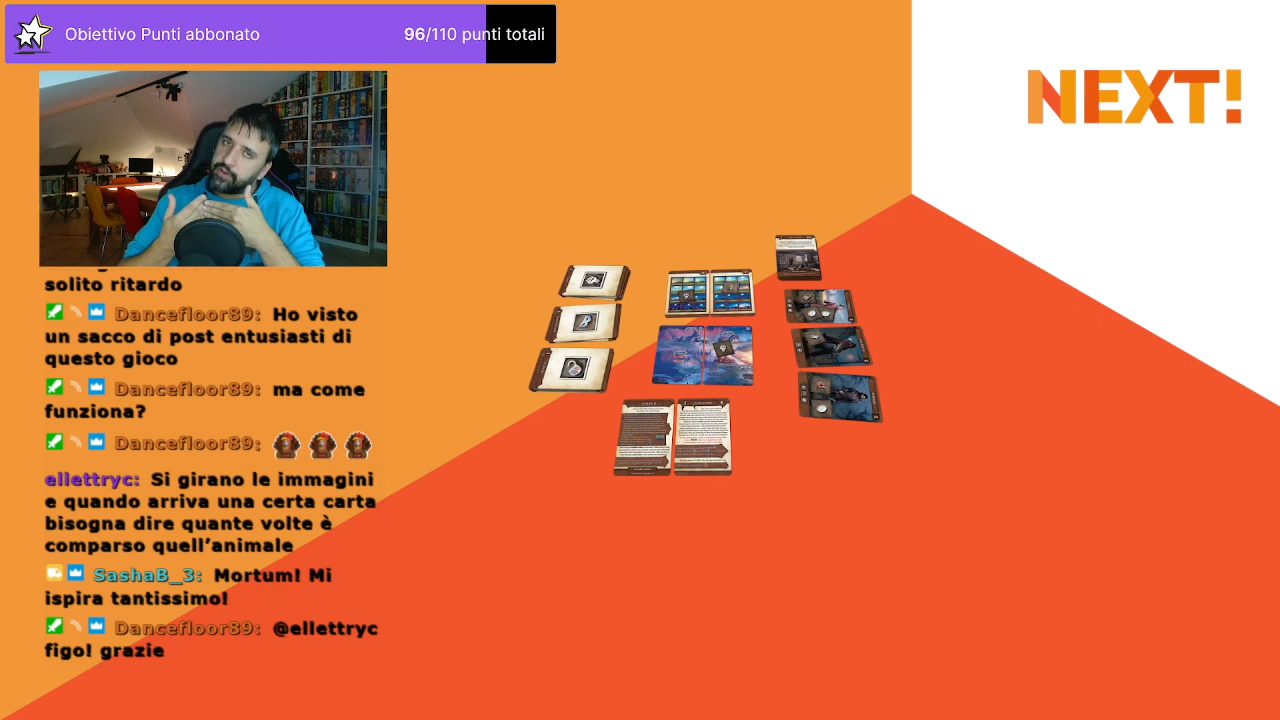 Obiettivo Punti abbonato
96/110 punti totali
NEXT!
solito ritardo
Dancefloor89: Ho visto
un sacco di post entusiasti di
questo gioco
Dancefloor89: ma come
funziona?
Dancefloor89:
ellettryc: Si girano le immagini
e quando arriva una certa carta
bisogna dire quante volte è
comparso quell’animale
SashaB_3: Mortum! Mi
ispira tantissimo!
Dancefloor89: @ellettryc
figo! grazie